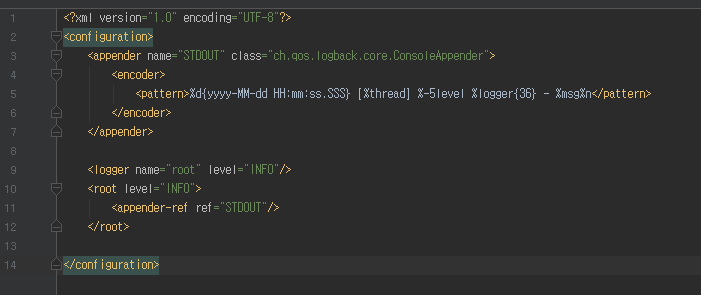 1 <?xml version="1.0" encoding="UTF-8"?>
2 <configuration>
3 <appender name="STDOUT" class="ch.qos.logback.core.ConsoleAppender">
4 <encoder>
5 <pattern>%d{yyyy-MM-dd HH:mm:ss.SSS} [%thread] %-5level %logger{36} - %msg%n</pattern>
6 </encoder>
7 </appender>
8
9 <logger name="root" level="INFO"/>
10 <root level="INFO">
11 <appender-ref ref="STDOUT"/>
12 </root>
13
14 </configuration>